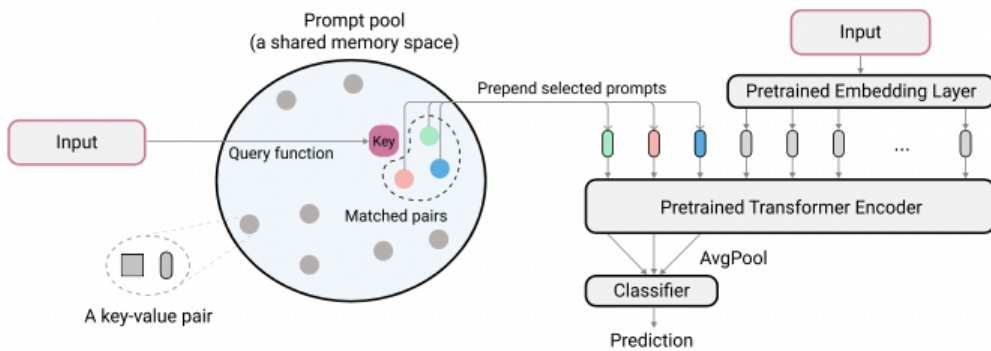 Prompt pool
(a shared memory space)
Input
Query function
Key
Matched pairs
A key-value pair
Prepend selected prompts
Input
Pretrained Embedding Layer
...
Pretrained Transformer Encoder
AvgPool
Classifier
Prediction